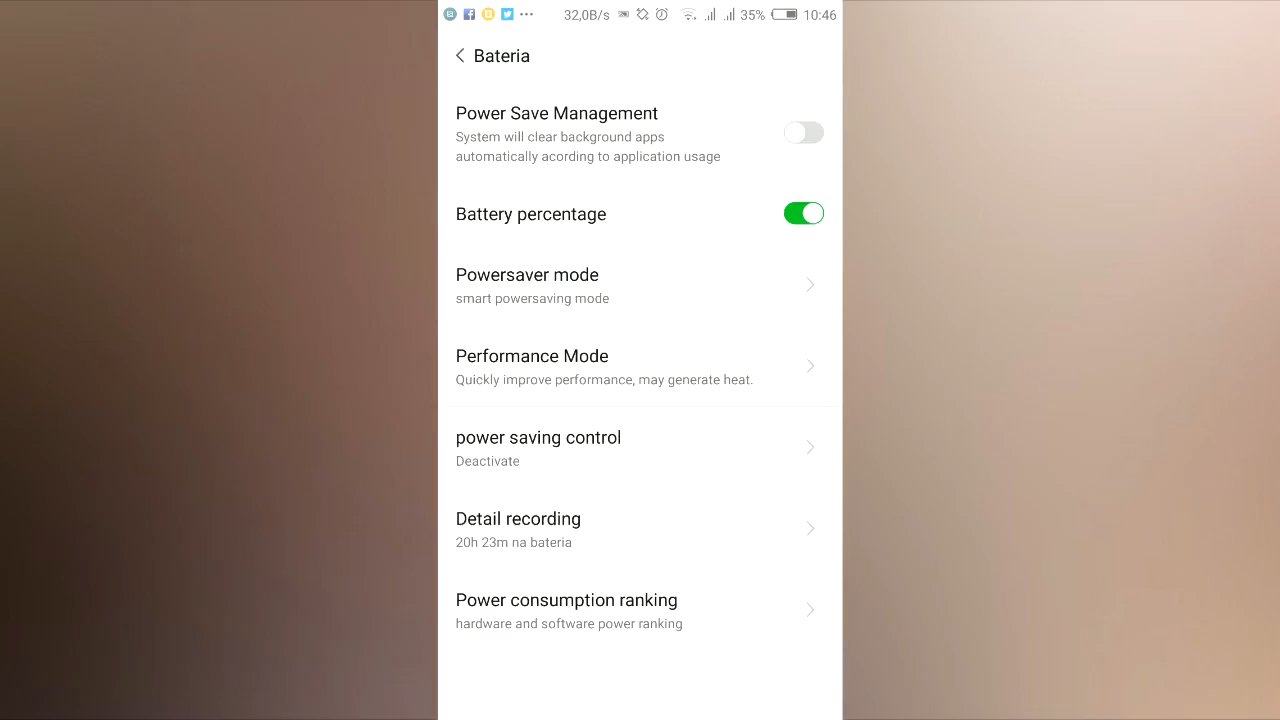 32,0B/s 35% 10:46
Bateria
Power Save Management
System will clear background apps
automatically acording to application usage
Battery percentage
Powersaver mode
smart powersaving mode
Performance Mode
Quickly improve performance, may generate heat.
power saving control
Deactivate
Detail recording
20h 23m na bateria
Power consumption ranking
hardware and software power ranking